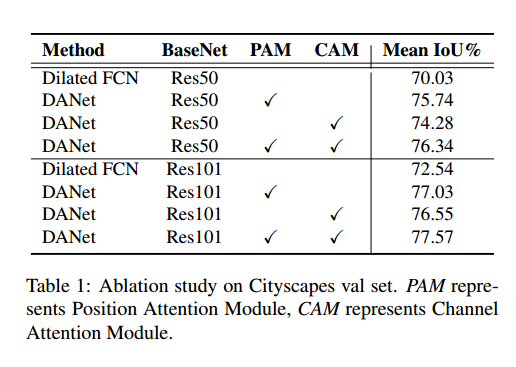 Method BaseNet PAM CAM Mean IoU%
Dilated FCN Res50 70.03
DANet Res50 ✓ 75.74
DANet Res50 ✓ 74.28
DANet Res50 ✓ ✓ 76.34
Dilated FCN Res101 72.54
DANet Res101 ✓ 77.03
DANet Res101 ✓ 76.55
DANet Res101 ✓ ✓ 77.57
Table 1: Ablation study on Cityscapes val set. PAM repre-
sents Position Attention Module, CAM represents Channel
Attention Module.